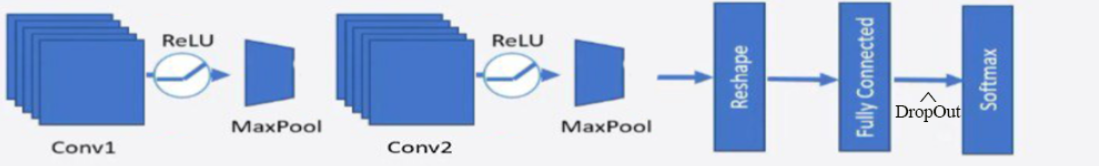 ReLU
MaxPool
Conv1
ReLU
MaxPool
Conv2
Reshape
Fully Connected
DropOut
Softmax